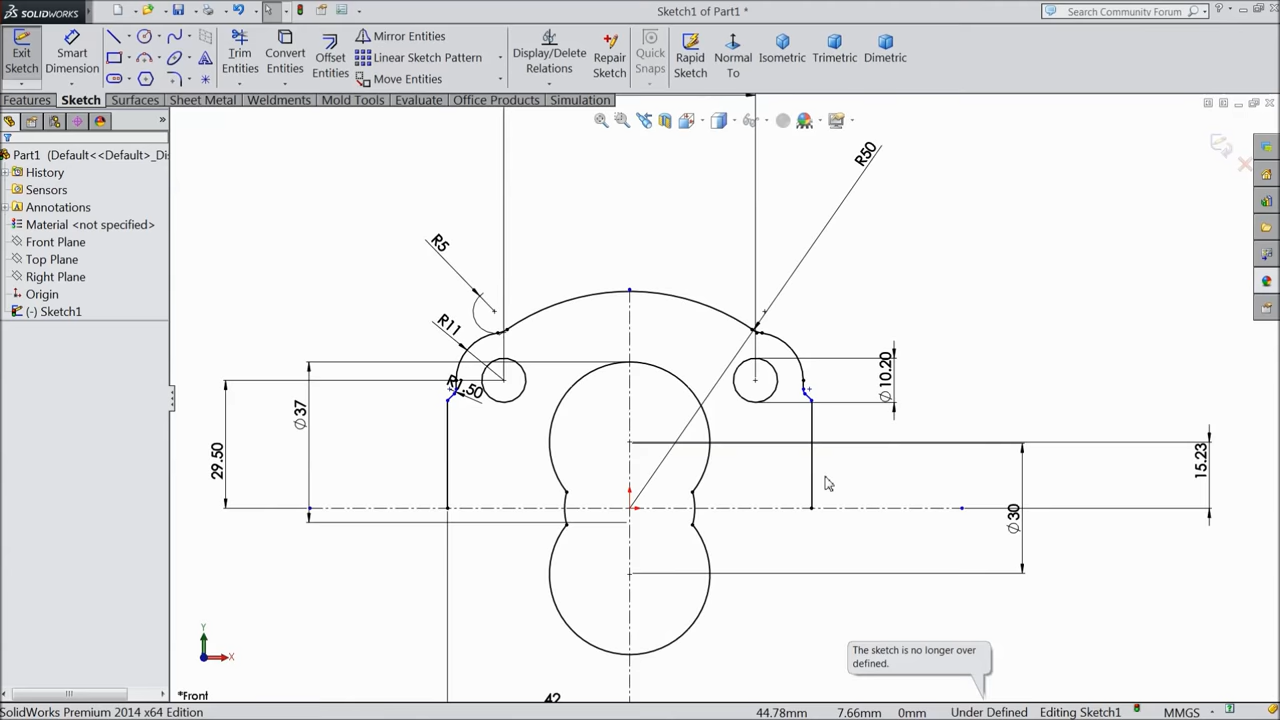 SOLIDWORKS
Sketch1 of Part1 *
Search Community Forum
Exit Sketch
Smart Dimension
Trim Entities
Convert Entities
Offset Entities
Mirror Entities
Linear Sketch Pattern
Move Entities
Display/Delete Relations
Repair Sketch
Quick Snaps
Rapid Sketch
Normal To
Isometric
Trimetric
Dimetric
Features
Sketch
Surfaces
Sheet Metal
Weldments
Mold Tools
Evaluate
Office Products
Simulation
Part1 (Default<<Default>_Dis
History
Sensors
Annotations
Material <not specified>
Front Plane
Top Plane
Right Plane
Origin
(-) Sketch1
R50
R5
R11
R1.50
∅10.20
∅37
29.50
15.23
∅30
42
Y
X
*Front
The sketch is no longer over
defined.
SolidWorks Premium 2014 x64 Edition
44.78mm
7.66mm
0mm
Under Defined
Editing Sketch1
MMGS